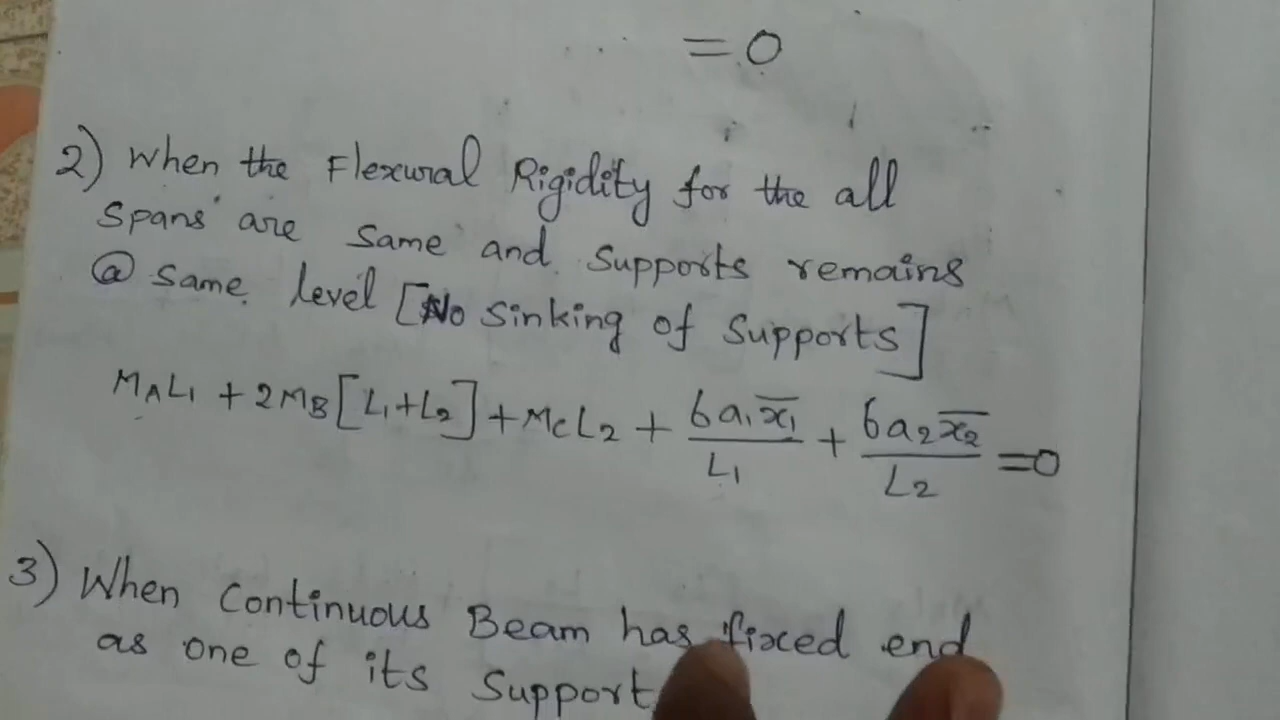 =0
2) When the Flexural Rigidity for the all
spans are same and supports remains
@ same level [No Sinking of Supports]
MAL1 + 2MB[L1+L2] + MCL2 + 6a1x̅1/L1 + 6a2x̅2/L2 =0
3) When Continuous Beam has fixed end
as one of its Support